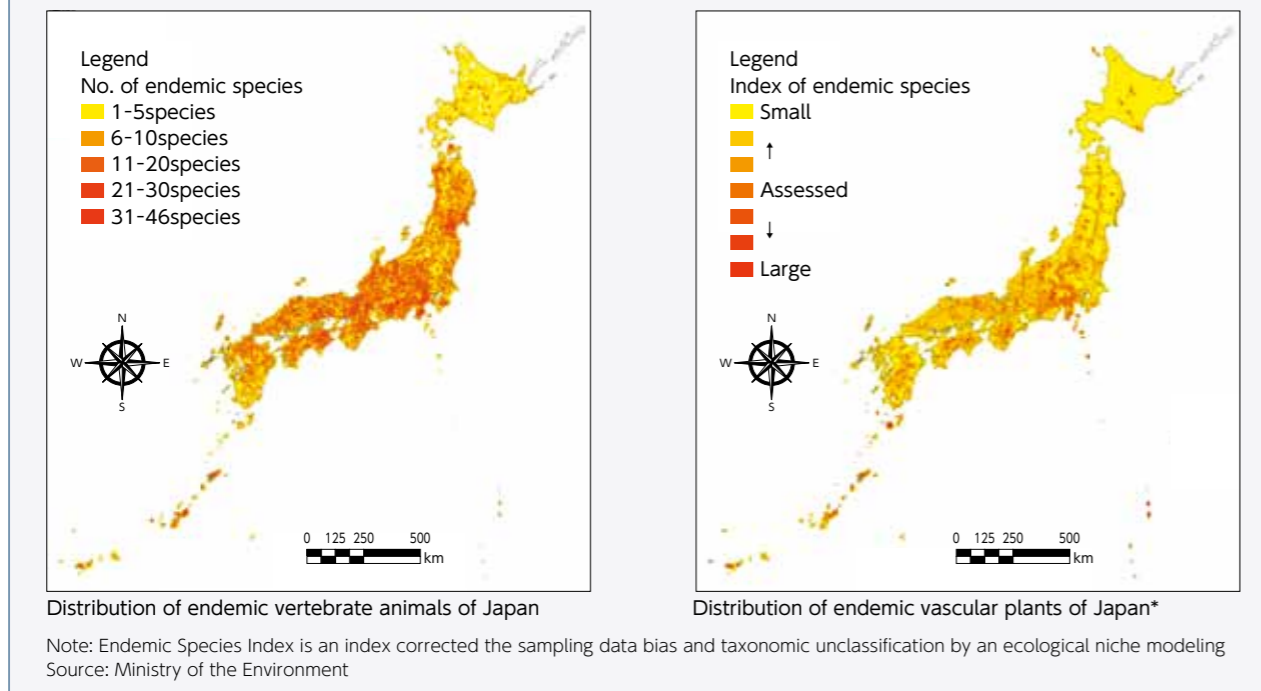 Legend
No. of endemic species
1-5species
6-10species
11-20species
21-30species
31-46species
N
W
E
S
0 125 250 500
km
Distribution of endemic vertebrate animals of Japan
Legend
Index of endemic species
Small
↑
Assessed
↓
Large
N
W
E
S
0 125 250 500
km
Distribution of endemic vascular plants of Japan*
Note: Endemic Species Index is an index corrected the sampling data bias and taxonomic unclassification by an ecological niche modeling
Source: Ministry of the Environment